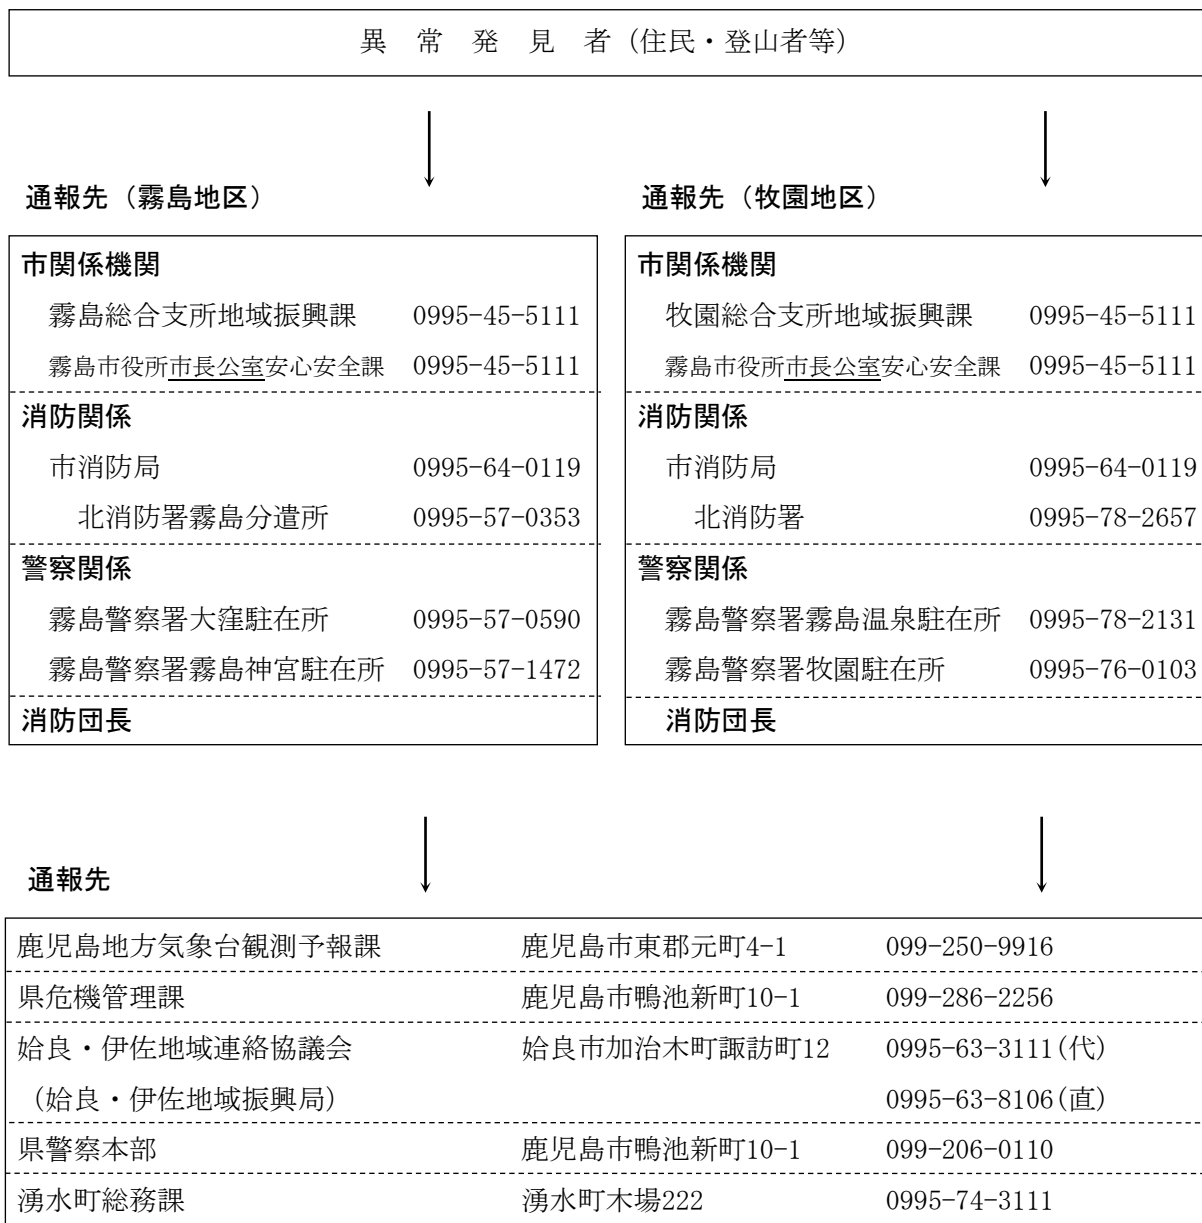 異 常 発 見 者(住民・登山者等)
通報先(霧島地区)
市関係機関
霧島総合支所地域振興課 0995-45-5111
霧島市役所市長公室安心安全課 0995-45-5111
消防関係
市消防局 0995-64-0119
北消防署霧島分遣所 0995-57-0353
警察関係
霧島警察署大窪駐在所 0995-57-0590
霧島警察署霧島神宮駐在所 0995-57-1472
消防団長
通報先(牧園地区)
市関係機関
牧園総合支所地域振興課 0995-45-5111
霧島市役所市長公室安心安全課 0995-45-5111
消防関係
市消防局 0995-64-0119
北消防署 0995-78-2657
警察関係
霧島警察署霧島温泉駐在所 0995-78-2131
霧島警察署牧園駐在所 0995-76-0103
消防団長
通報先
鹿児島地方気象台観測予報課 鹿児島市東郡元町4-1 099-250-9916
県危機管理課 鹿児島市鴨池新町10-1 099-286-2256
姶良・伊佐地域連絡協議会 姶良市加治木町諏訪町12 0995-63-3111(代)
(姶良・伊佐地域振興局) 0995-63-8106(直)
県警察本部 鹿児島市鴨池新町10-1 099-206-0110
湧水町総務課 湧水町木場222 0995-74-3111